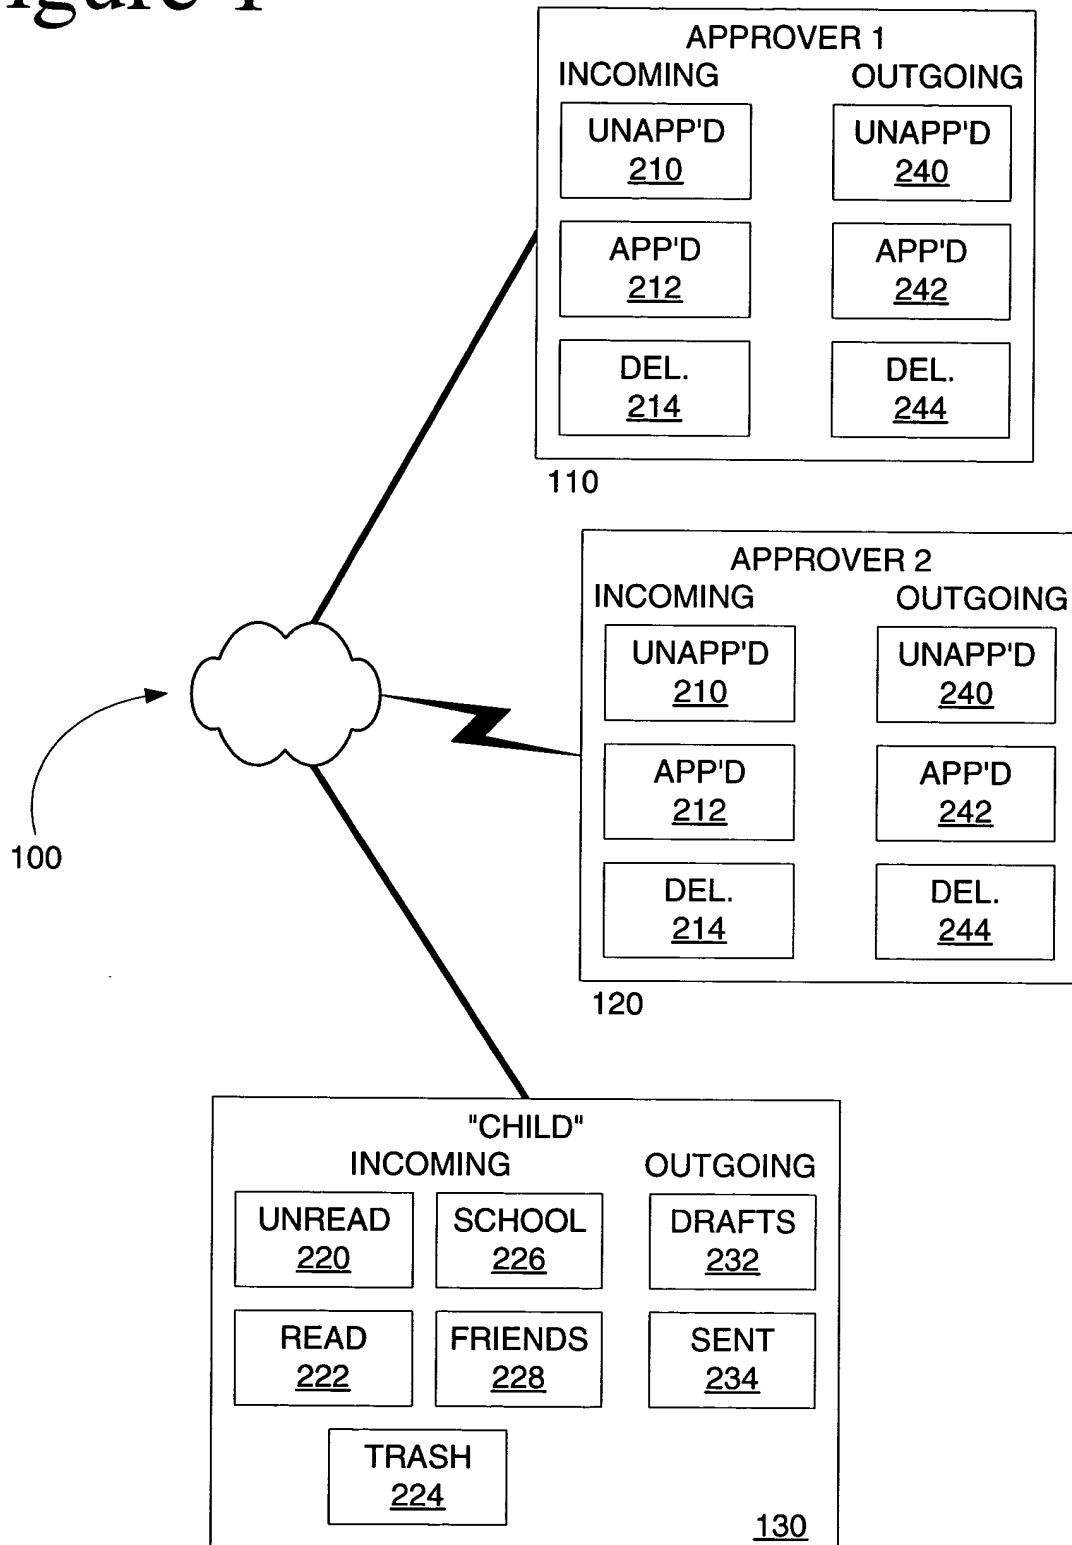 igure 1
APPROVER 1
INCOMING OUTGOING
UNAPP'D UNAPP'D
210 240
APP'D APP'D
212 242
DEL. DEL.
214 244
110
APPROVER 2
INCOMING OUTGOING
UNAPP'D UNAPP'D
210 240
APP'D APP'D
212 242
DEL. DEL.
214 244
120
100
"CHILD"
INCOMING OUTGOING
UNREAD SCHOOL DRAFTS
220 226 232
READ FRIENDS SENT
222 228 234
TRASH
224
130